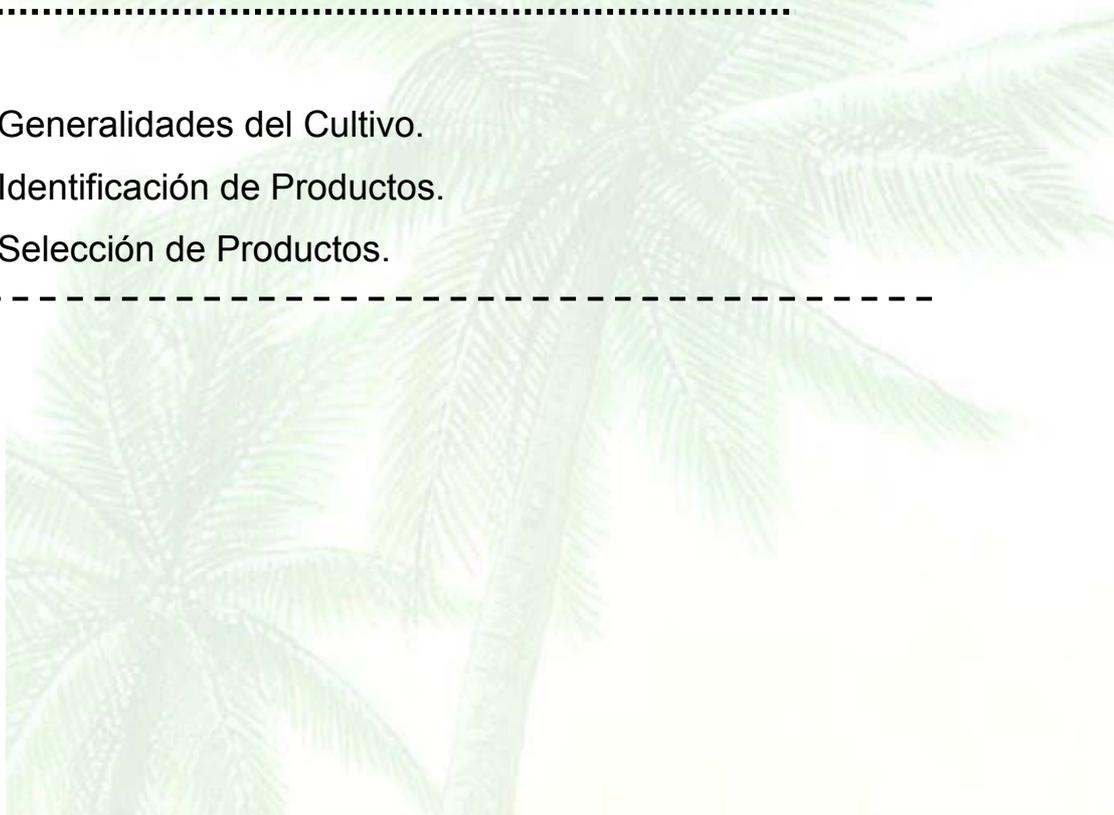 Generalidades del Cultivo.
Identificación de Productos.
Selección de Productos.